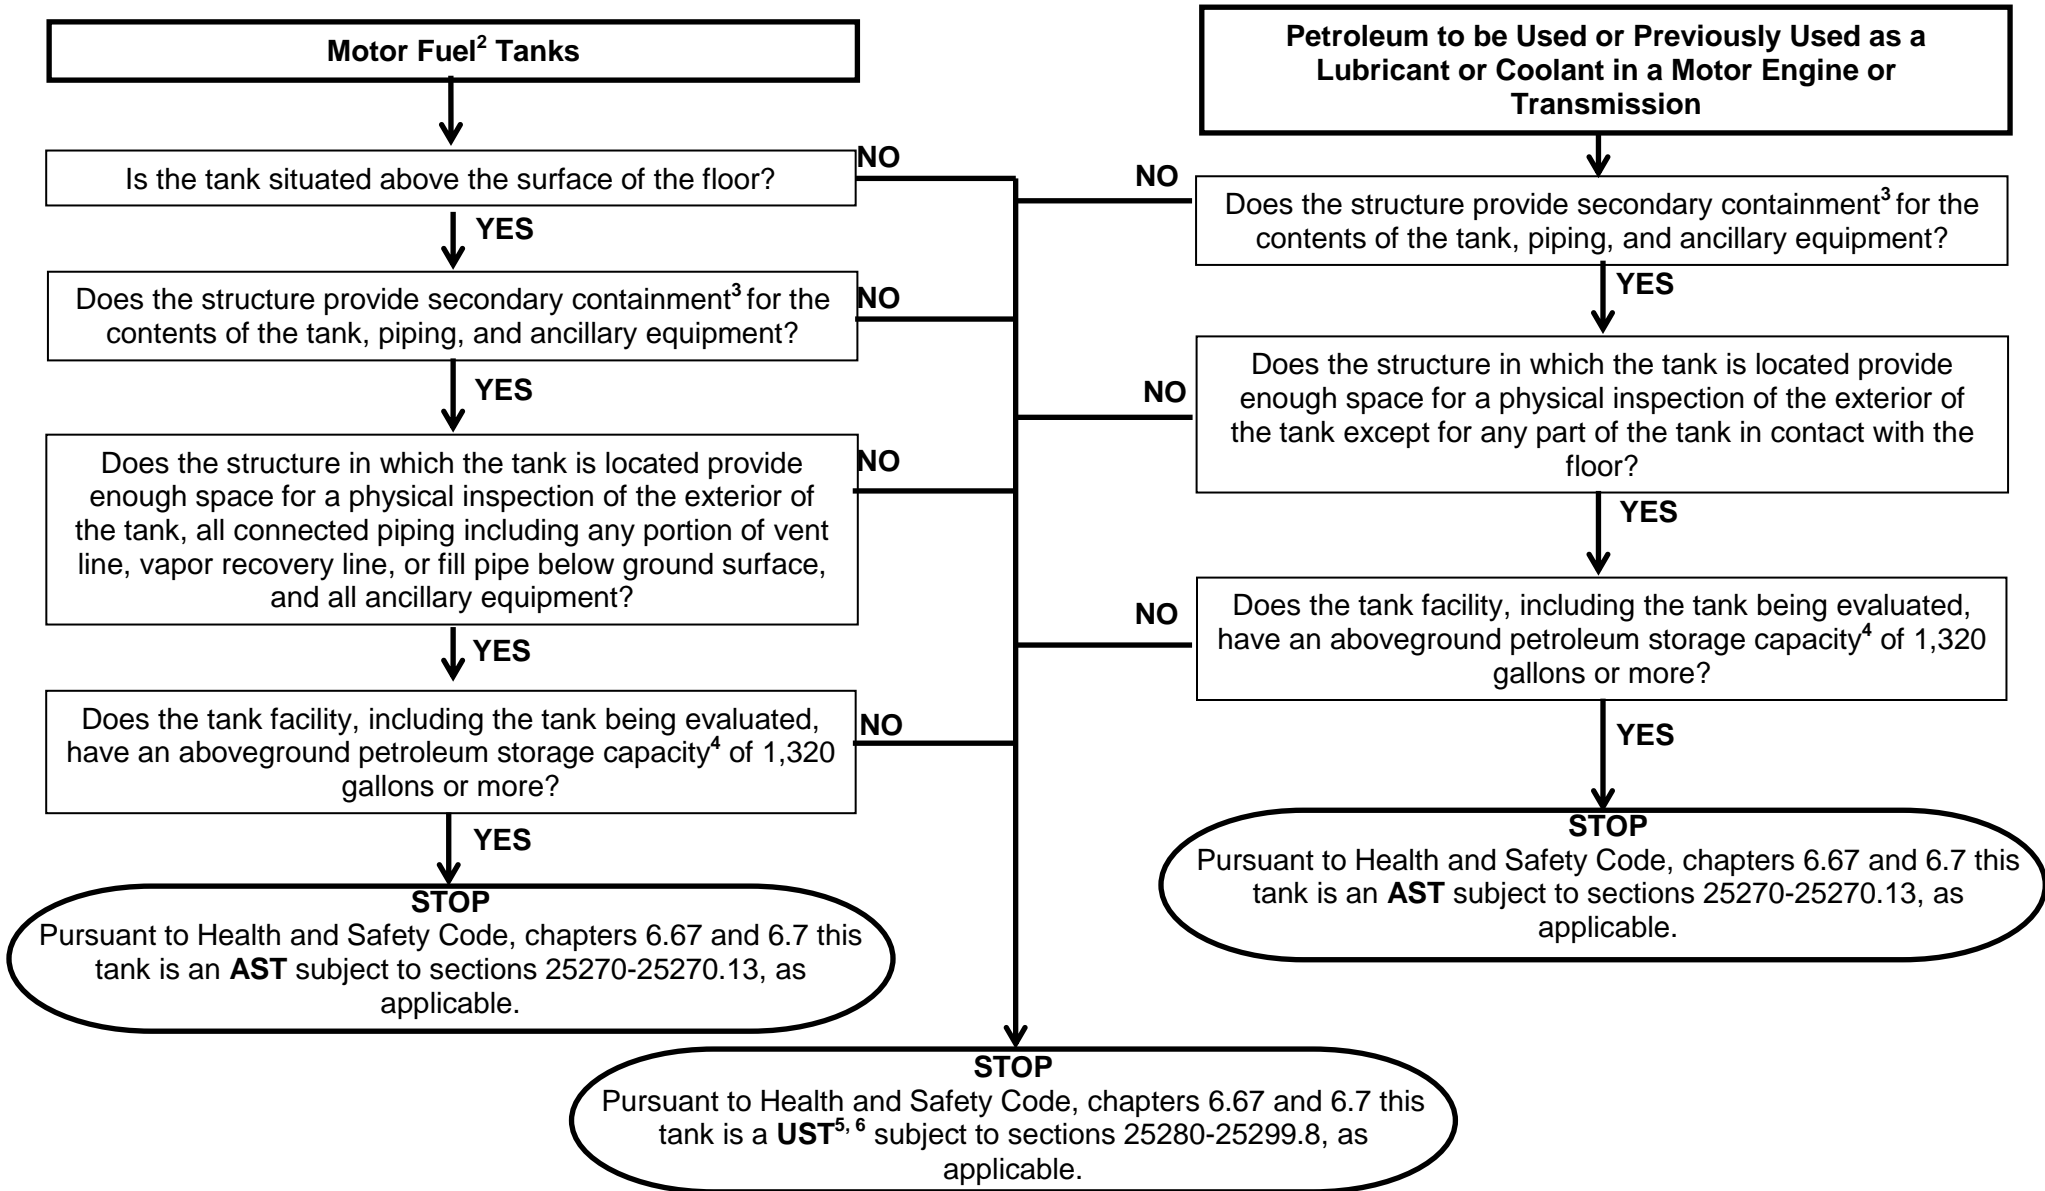 Motor Fuel2 Tanks
Is the tank situated above the surface of the floor?
NO
YES
Does the structure provide secondary containment3 for the
contents of the tank, piping, and ancillary equipment?
NO
YES
Does the structure in which the tank is located provide
enough space for a physical inspection of the exterior of
the tank, all connected piping including any portion of vent
line, vapor recovery line, or fill pipe below ground surface,
and all ancillary equipment?
NO
YES
Does the tank facility, including the tank being evaluated,
have an aboveground petroleum storage capacity4 of 1,320
gallons or more?
NO
YES
STOP
Pursuant to Health and Safety Code, chapters 6.67 and 6.7 this
tank is an AST subject to sections 25270-25270.13, as
applicable.
Petroleum to be Used or Previously Used as a
Lubricant or Coolant in a Motor Engine or
Transmission
NO
Does the structure provide secondary containment3 for the
contents of the tank, piping, and ancillary equipment?
YES
NO
Does the structure in which the tank is located provide
enough space for a physical inspection of the exterior of
the tank except for any part of the tank in contact with the
floor?
YES
NO
Does the tank facility, including the tank being evaluated,
have an aboveground petroleum storage capacity4 of 1,320
gallons or more?
YES
STOP
Pursuant to Health and Safety Code, chapters 6.67 and 6.7 this
tank is an AST subject to sections 25270-25270.13, as
applicable.
STOP
Pursuant to Health and Safety Code, chapters 6.67 and 6.7 this
tank is a UST5, 6 subject to sections 25280-25299.8, as
applicable.